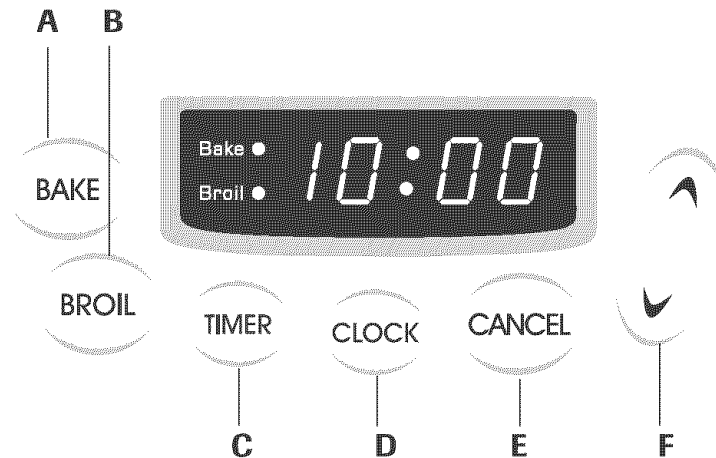 A B
Bake 10:00
Broil
BAKE
BROIL
TIMER
CLOCK
CANCEL
C D E F